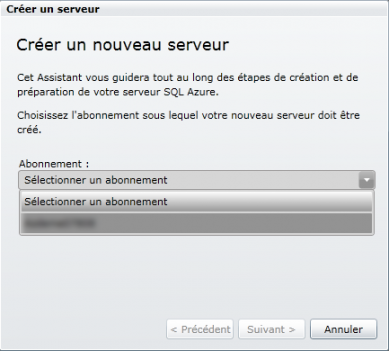 Créer un serveur
Créer un nouveau serveur
Cet Assistant vous guidera tout au long des étapes de création et de
préparation de votre serveur SQL Azure.
Choisissez l'abonnement sous lequel votre nouveau serveur doit être
créé.
Abonnement :
Sélectionner un abonnement
Sélectionner un abonnement
< Précédent Suivant > Annuler